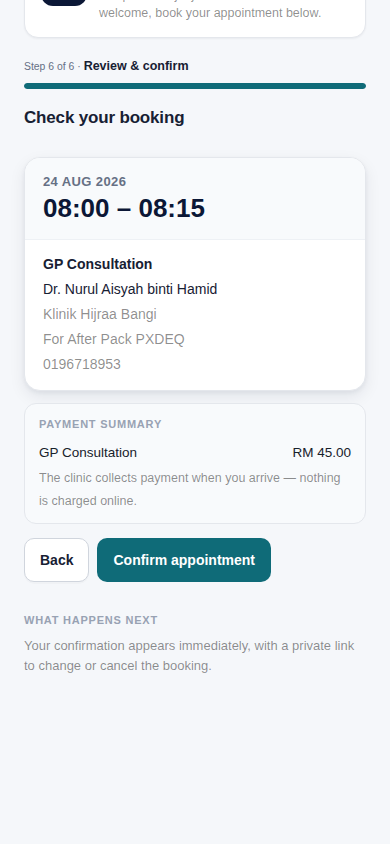 welcome, book your appointment below.
Step 6 of 6 · Review & confirm
Check your booking
24 AUG 2026
08:00 – 08:15
GP Consultation
Dr. Nurul Aisyah binti Hamid
Klinik Hijraa Bangi
For After Pack PXDEQ
0196718953
PAYMENT SUMMARY
GP Consultation RM 45.00
The clinic collects payment when you arrive — nothing
is charged online.
Back Confirm appointment
WHAT HAPPENS NEXT
Your confirmation appears immediately, with a private link
to change or cancel the booking.